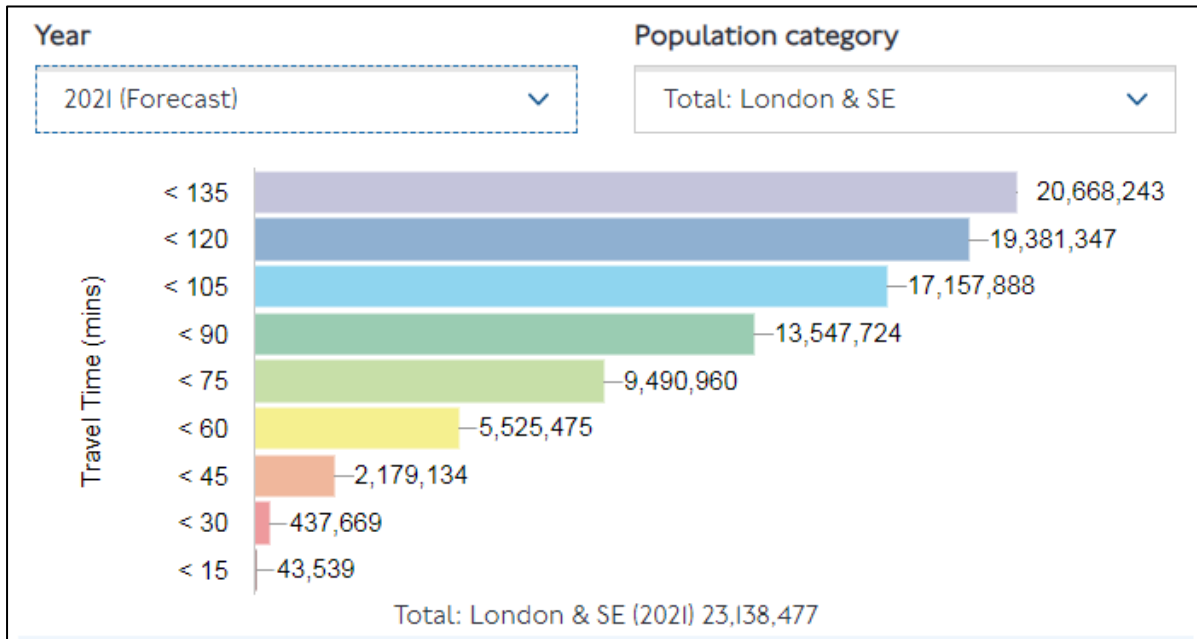 Year
Population category
2021 (Forecast)
Total: London & SE
Travel Time (mins)
< 135 20,668,243
< 120 19,381,347
< 105 17,157,888
< 90 13,547,724
< 75 9,490,960
< 60 5,525,475
< 45 2,179,134
< 30 437,669
< 15 43,539
Total: London & SE (2021) 23,138,477